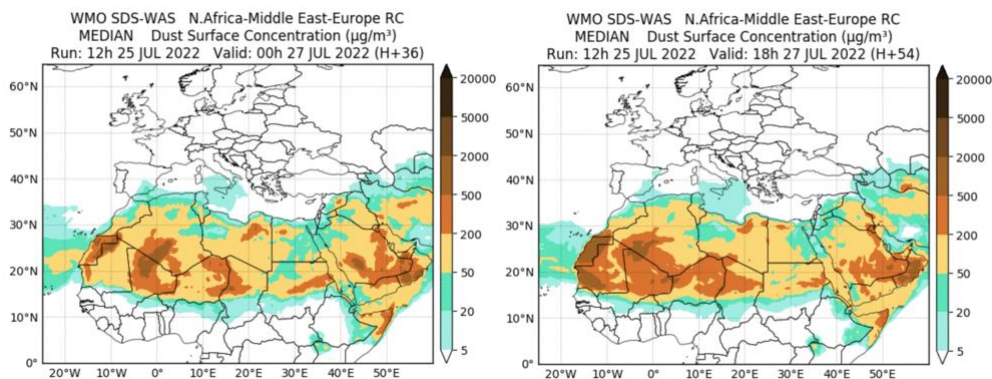 WMO SDS-WAS N.Africa-Middle East-Europe RC
MEDIAN Dust Surface Concentration (µg/m³)
Run: 12h 25 JUL 2022 Valid: 00h 27 JUL 2022 (H+36)
60°N
50°N
40°N
30°N
20°N
10°N
0°
20°W
10°W
0°
10°E
20°E
30°E
40°E
50°E
20000
5000
2000
500
200
50
20
5
WMO SDS-WAS N.Africa-Middle East-Europe RC
MEDIAN Dust Surface Concentration (µg/m³)
Run: 12h 25 JUL 2022 Valid: 18h 27 JUL 2022 (H+54)
60°N
50°N
40°N
30°N
20°N
10°N
0°
20°W
10°W
0°
10°E
20°E
30°E
40°E
50°E
20000
5000
2000
500
200
50
20
5